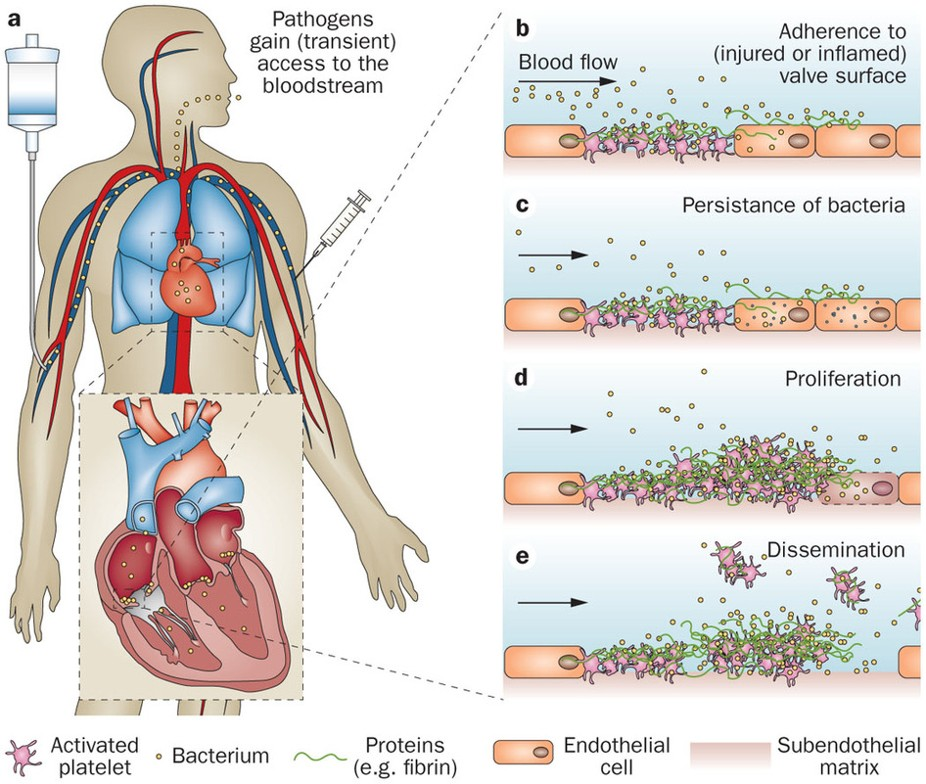 a
Pathogens
gain (transient)
access to the
bloodstream
b
Adherence to
(injured or inflamed)
valve surface
Blood flow
c
Persistance of bacteria
d
Proliferation
e
Dissemination
Activated
platelet
Bacterium
Proteins
(e.g. fibrin)
Endothelial
cell
Subendothelial
matrix